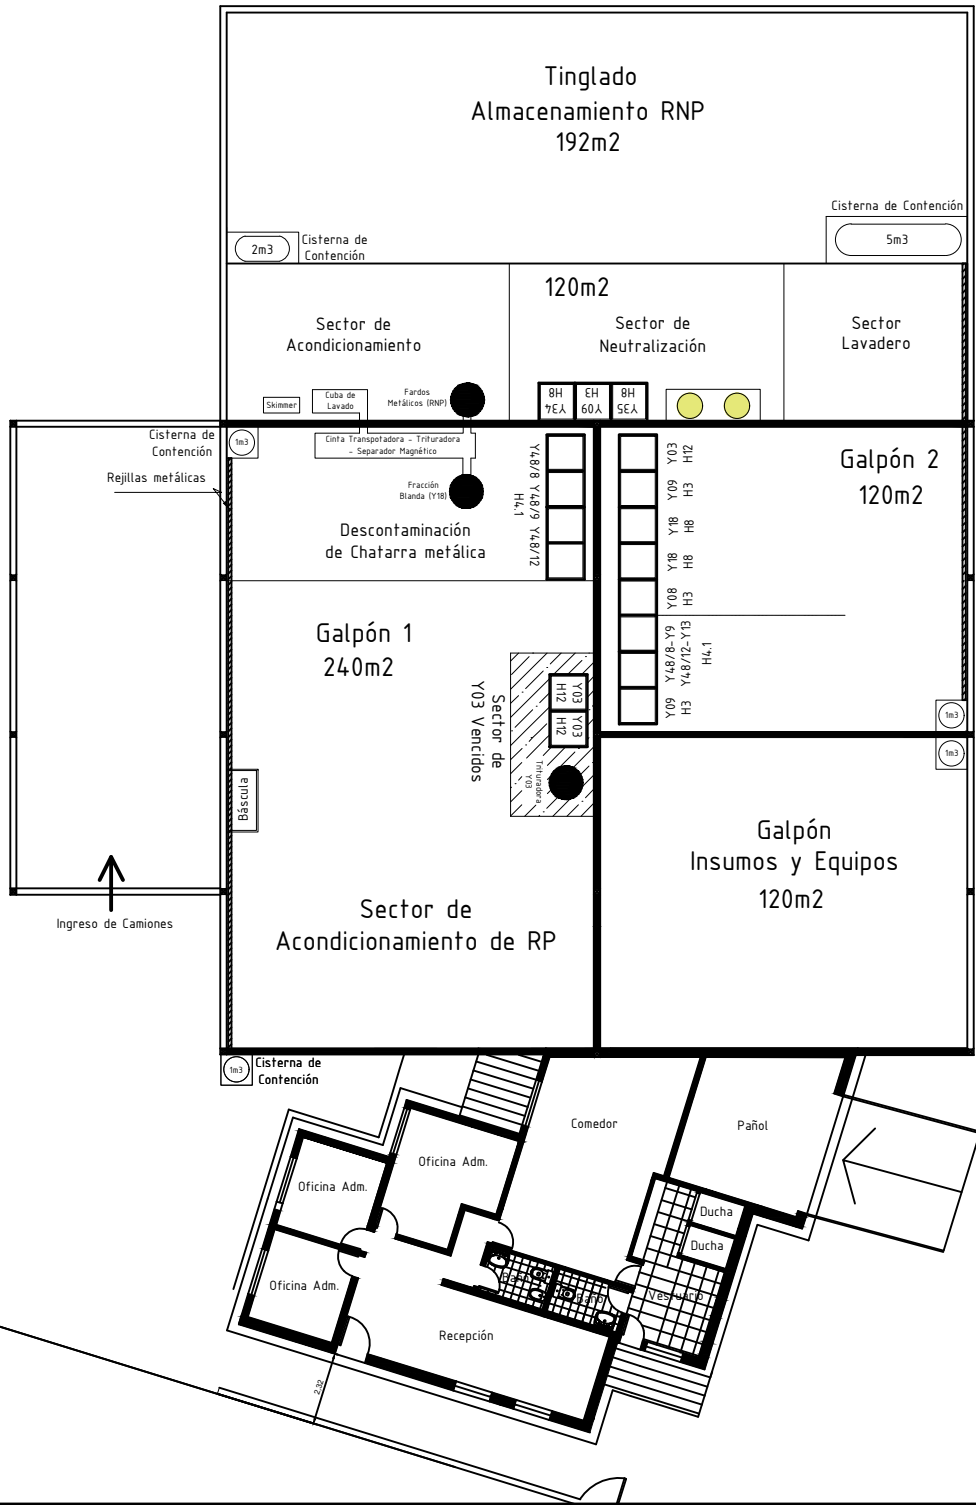 Tinglado
Almacenamiento RNP
192m2
Cisterna de Contención
5m3
2m3
Cisterna de
Contención
120m2
Sector de
Acondicionamiento
Sector de
Neutralización
Sector
Lavadero
Skimmer
Cuba de
Lavado
Fardos
Metálicos (RNP)
Y34
H8
Y09
H3
Y35
H8
Cisterna de
Contención
1m3
Rejillas metálicas
Cinta Transpotadora - Trituradora
- Separador Magnético
Fracción
Blanda (Y18)
Descontaminación
de Chatarra metálica
Y48/8 Y48/9 Y48/12
H4.1
Y03
H12
Y09
H3
Y18
H8
Y18
H8
Y08
H3
Y48/8-Y9
Y48/12-Y13
H4.1
Y09
H3
Galpón 2
120m2
Galpón 1
240m2
Sector de
Y03 Vencidos
Y03
H12
Y03
H12
Trituradora
Y03
1m3
1m3
Báscula
Galpón
Insumos y Equipos
120m2
Sector de
Acondicionamiento de RP
Ingreso de Camiones
1m3
Cisterna de
Contención
Comedor
Pañol
Oficina Adm.
Oficina Adm.
Oficina Adm.
Ducha
Ducha
Baño
Baño
Vestuario
Recepción
2.32